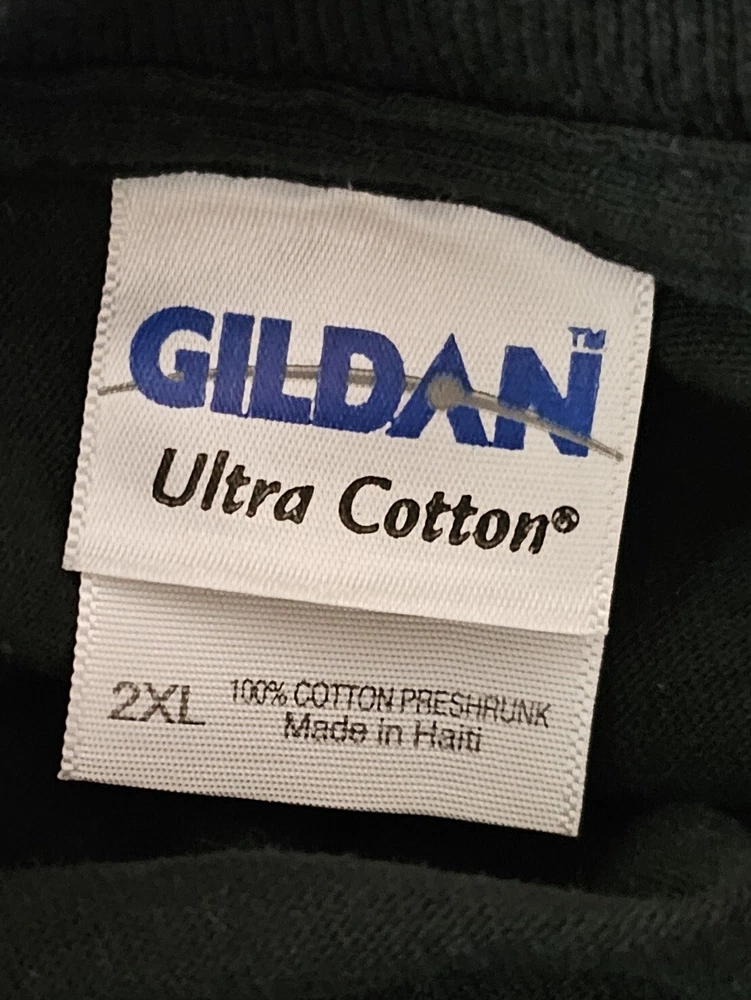 GILDAN™
Ultra Cotton®
2XL 100% COTTON PRESHRUNK
Made in Haiti